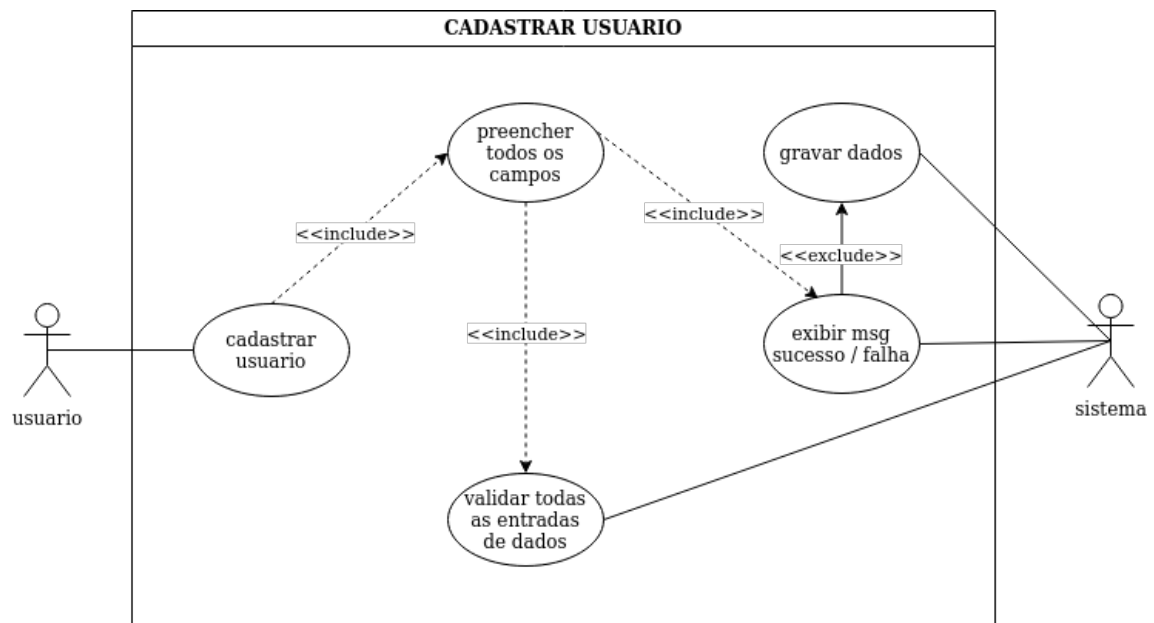 CADASTRAR USUARIO
preencher
todos os
campos
gravar dados
<<include>>
<<include>>
<<exclude>>
cadastrar
usuario
<<include>>
exibir msg
sucesso / falha
usuario
sistema
validar todas
as entradas
de dados